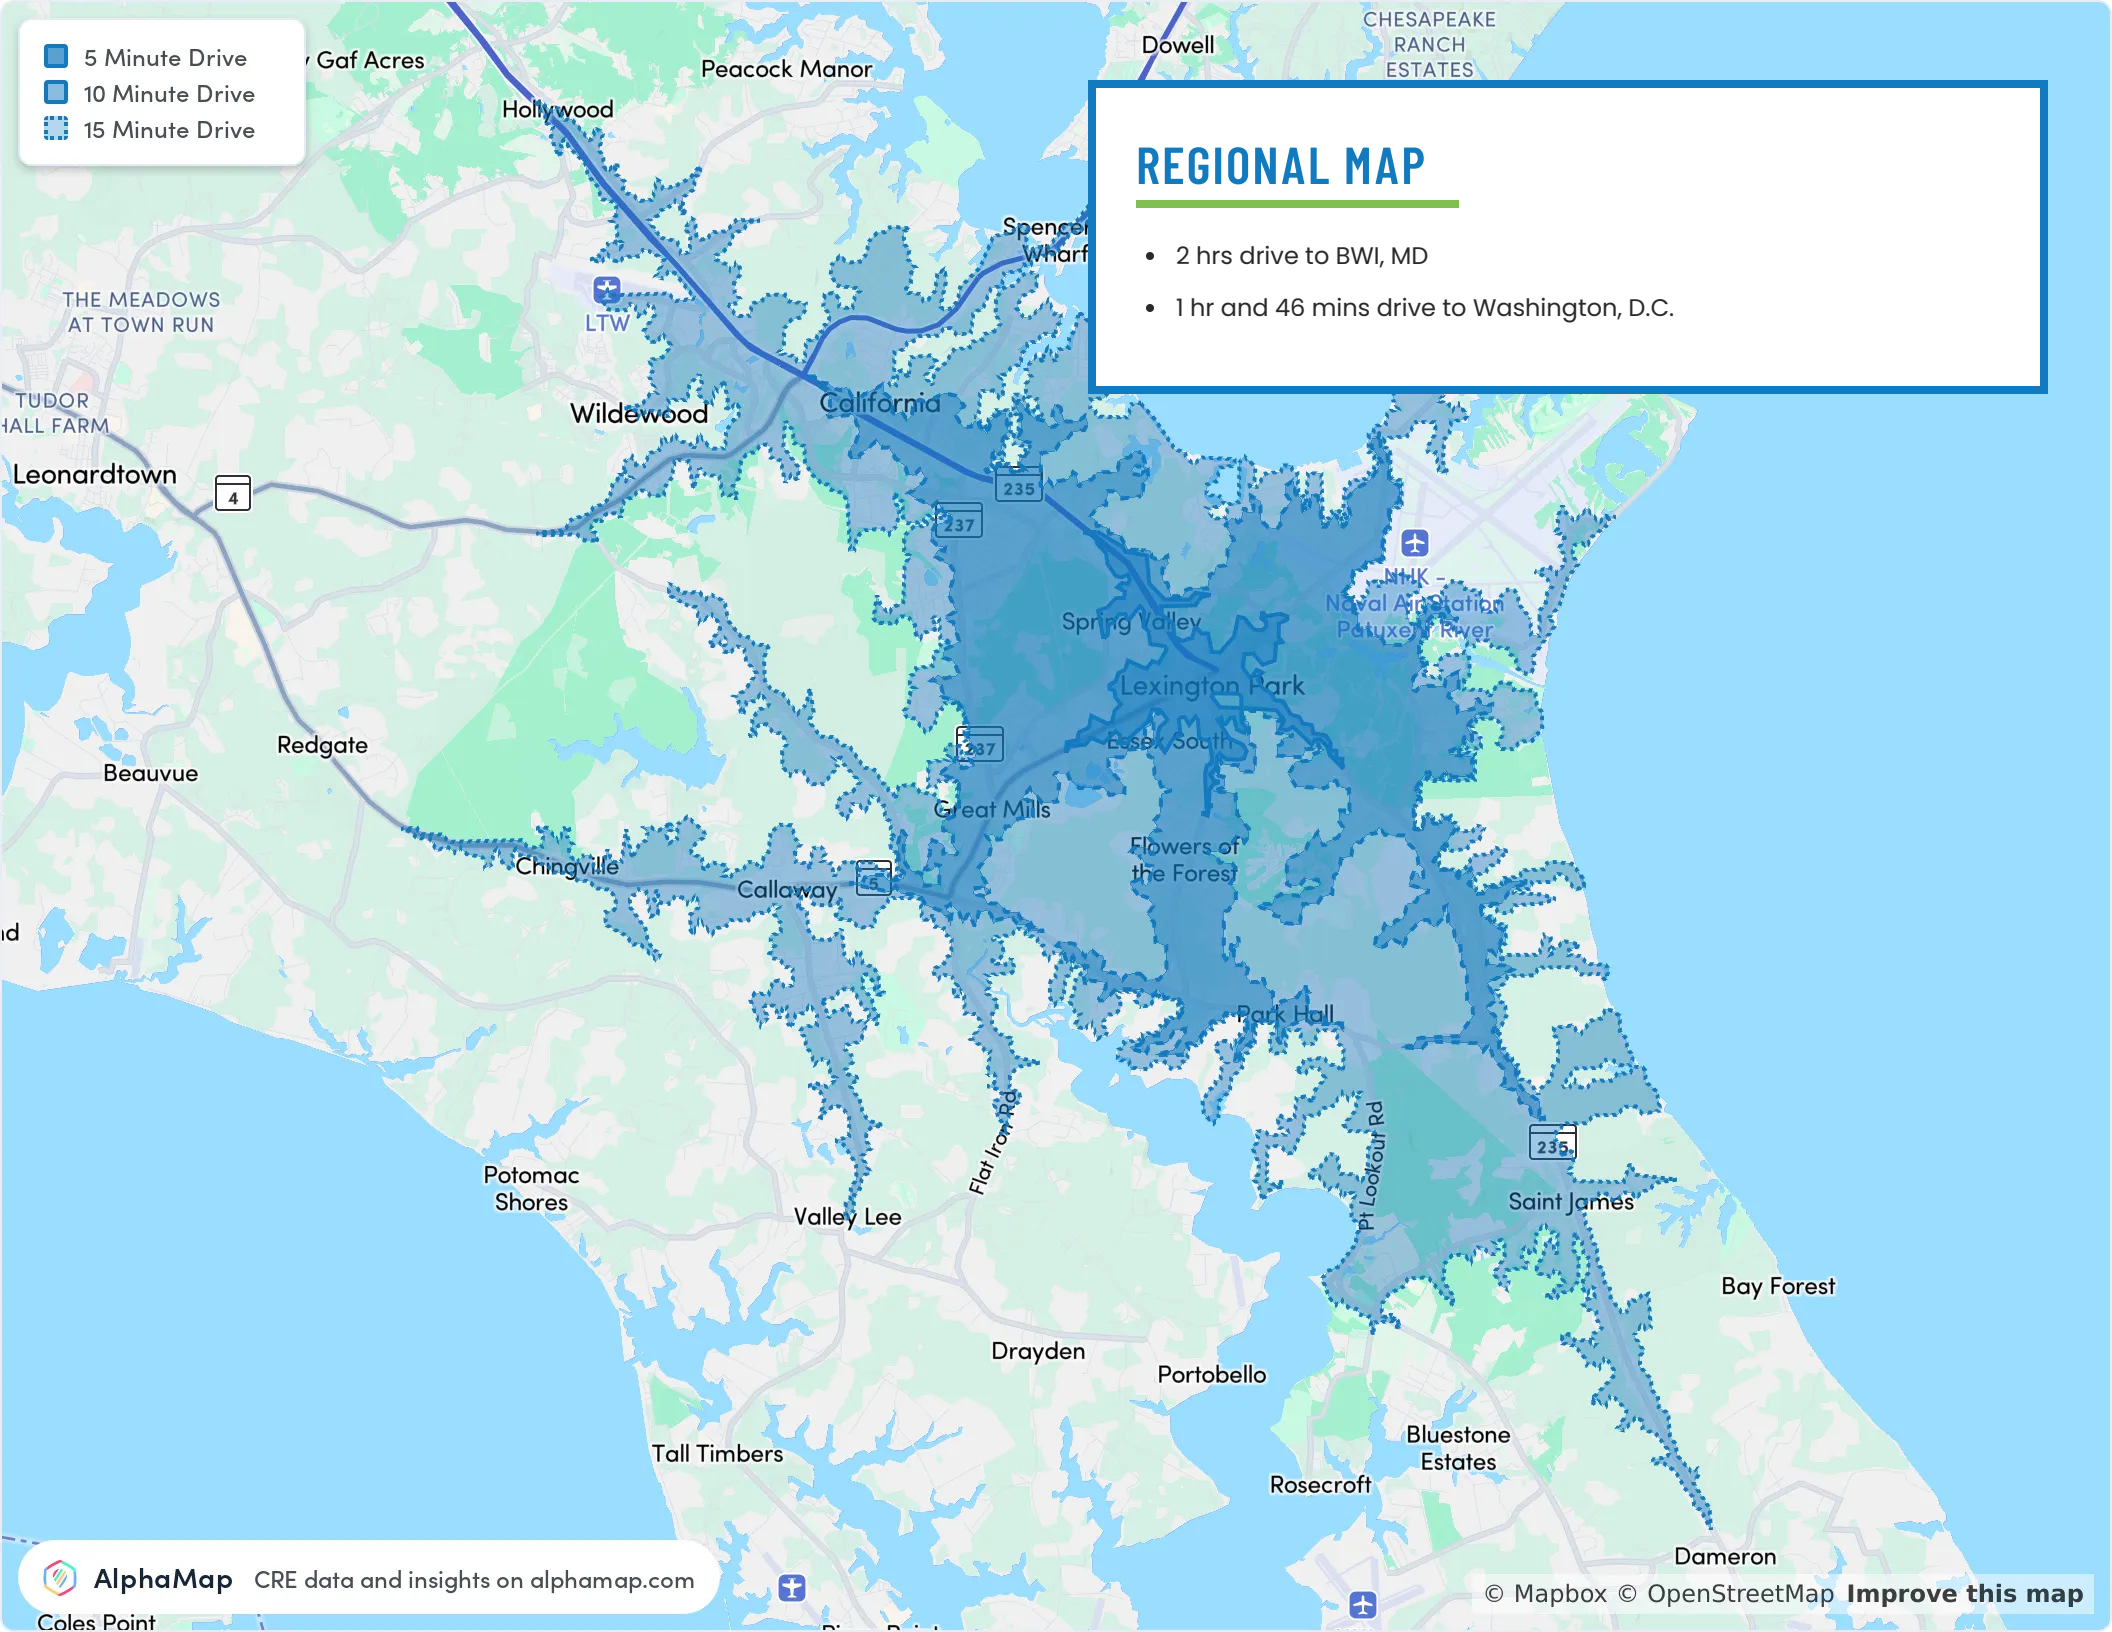 5 Minute Drive
10 Minute Drive
15 Minute Drive
Gaf Acres
Hollywood
Peacock Manor
Dowell
CHESAPEAKE
RANCH
ESTATES
REGIONAL MAP
2 hrs drive to BWI, MD
1 hr and 46 mins drive to Washington, D.C.
Wharf
THE MEADOWS
AT TOWN RUN
LTW
TUDOR
HALL FARM
Wildewood
California
Leonardtown
4
235
237
NHK -
Naval Air Station
Patuxent River
Spring Valley
Lexington Park
Essex South
237
Redgate
Beauvue
Great Mills
Flowers of
the Forest
Chingville
Callaway
5
Park Hall
Flat Iron Rd
Pt Lookout Rd
235
Saint James
Potomac
Shores
Valley Lee
Bay Forest
Drayden
Portobello
Tall Timbers
Bluestone
Estates
Rosecroft
Dameron
AlphaMap CRE data and insights on alphamap.com
Coles Point
© Mapbox © OpenStreetMap Improve this map